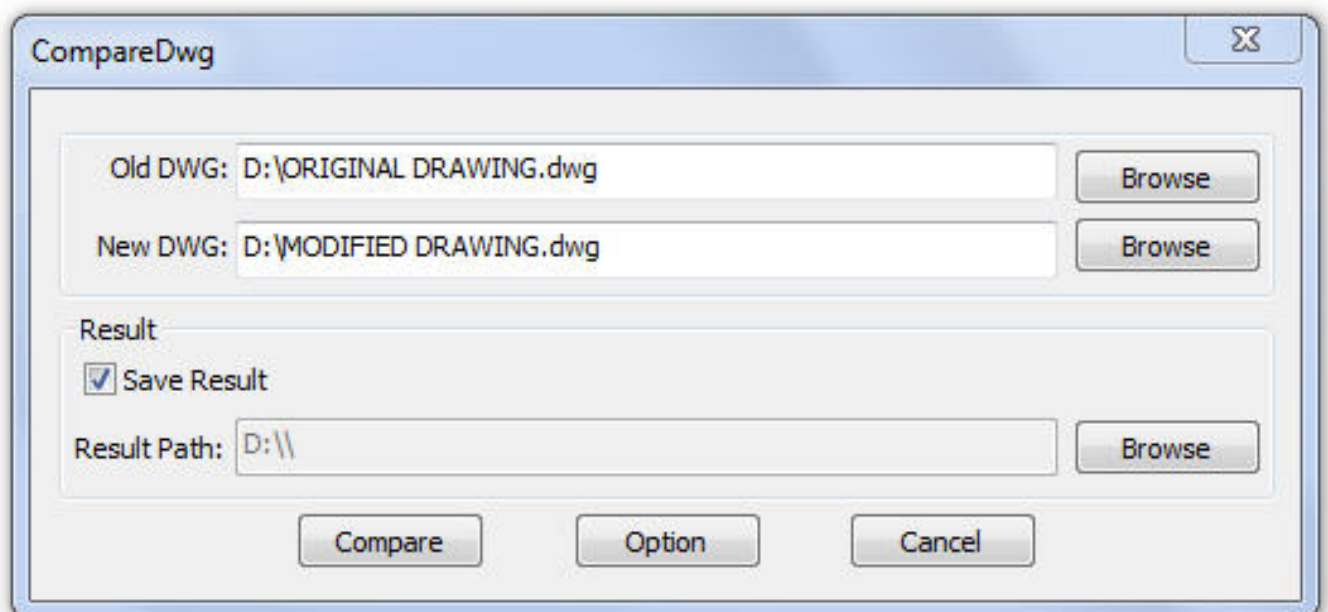 CompareDwg
Old DWG: D:\ORIGINAL DRAWING.dwg Browse
New DWG: D:\MODIFIED DRAWING.dwg Browse
Result
Save Result
Result Path: D:\\ Browse
Compare Option Cancel